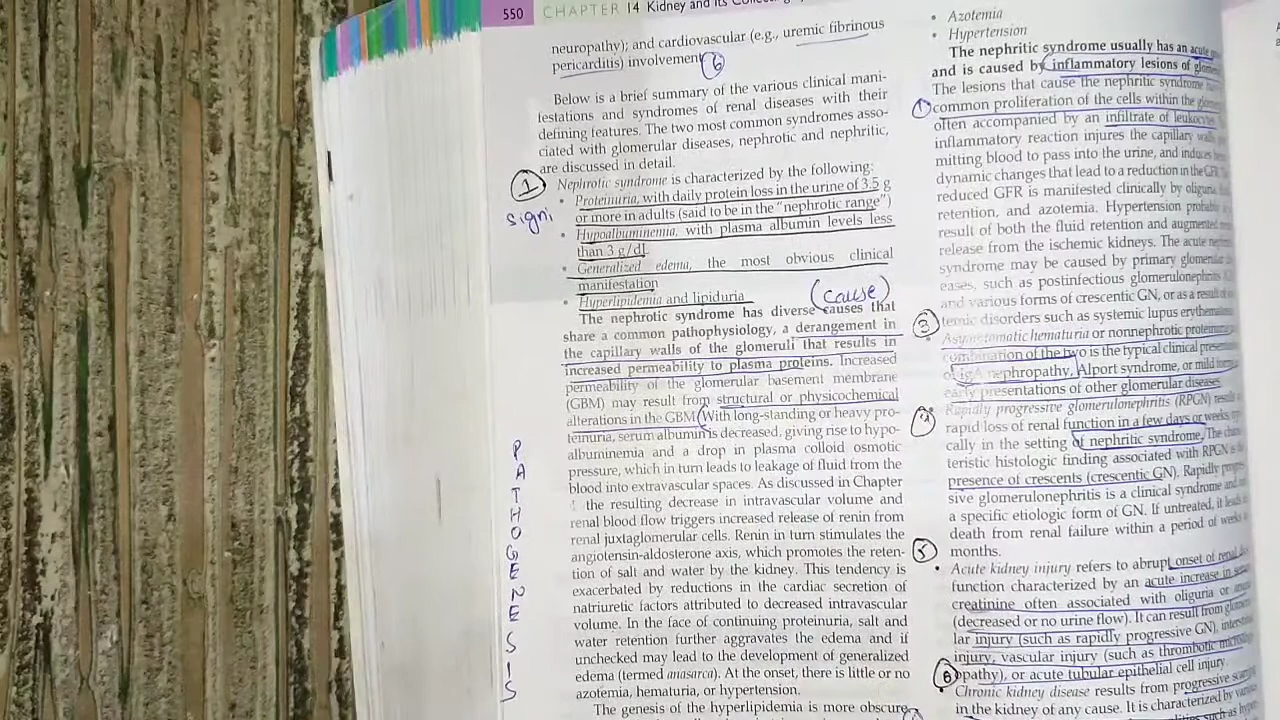 550 CHAPTER 14 Kidney and Its
neuropathy); and cardiovascular (e.g., uremic fibrinous
pericarditis) involvement
6
Below is a brief summary of the various clinical mani-
festations and syndromes of renal diseases with their
defining features. The two most common syndromes asso-
ciated with glomerular diseases, nephrotic and nephritic,
are discussed in detail.
1
Nephrotic syndrome is characterized by the following:
signi
• Proteinuria, with daily protein loss in the urine of 3.5 g
or more in adults (said to be in the "nephrotic range")
• Hypoalbuminemia, with plasma albumin levels less
than 3 g/dL
• Generalized edema, the most obvious clinical
manifestation
• Hyperlipidemia and lipiduria
(cause)
The nephrotic syndrome has diverse causes that
share a common pathophysiology, a derangement in
the capillary walls of the glomeruli that results in
increased permeability to plasma proteins. Increased
permeability of the glomerular basement membrane
(GBM) may result from structural or physicochemical
alterations in the GBM. With long-standing or heavy pro-
teinuria, serum albumin is decreased, giving rise to hypo-
albuminemia and a drop in plasma colloid osmotic
pressure, which in turn leads to leakage of fluid from the
blood into extravascular spaces. As discussed in Chapter
the resulting decrease in intravascular volume and
renal blood flow triggers increased release of renin from
renal juxtaglomerular cells. Renin in turn stimulates the
angiotensin-aldosterone axis, which promotes the reten-
tion of salt and water by the kidney. This tendency is
exacerbated by reductions in the cardiac secretion of
natriuretic factors attributed to decreased intravascular
volume. In the face of continuing proteinuria, salt and
water retention further aggravates the edema and if
unchecked may lead to the development of generalized
edema (termed anasarca). At the onset, there is little or no
azotemia, hematuria, or hypertension.
The genesis of the hyperlipidemia is more obscure
PATHOGENESIS
• Azotemia
• Hypertension
The nephritic syndrome usually has an acute
and is caused by inflammatory lesions of
The lesions that cause the nephritic syndrome
1
common proliferation of the cells within the
often accompanied by an infiltrate of leukocytes
inflammatory reaction injures the capillary
mitting blood to pass into the urine, and induces
dynamic changes that lead to a reduction in the GFR.
reduced GFR is manifested clinically by oliguria
retention, and azotemia. Hypertension
result of both the fluid retention and augmented
release from the ischemic kidneys. The acute
syndrome may be caused by primary
eases, such as postinfectious
and various forms of crescentic GN, or as a result of
3
temic disorders such as systemic lupus
Asymptomatic hematuria or nonnephrotic
combination of the two is the typical clinical
of IgA nephropathy, Alport syndrome, or mild
early presentations of other glomerular diseases.
Rapidly progressive glomerulonephritis (RPGN)
rapid loss of renal function in a few days or weeks,
cally in the setting of nephritic syndrome. The
teristic histologic finding associated with RPGN is
presence of crescents (crescentic GN). Rapidly
sive glomerulonephritis is a clinical syndrome and
a specific etiologic form of GN. If untreated, it leads
death from renal failure within a period of weeks
months.
5
• Acute kidney injury refers to abrupt onset of renal
function characterized by an acute increase in
creatinine often associated with oliguria or
(decreased or no urine flow). It can result from
lar injury (such as rapidly progressive GN),
injury, vascular injury (such as thrombotic
opathy), or acute tubular epithelial cell injury.
6
• Chronic kidney disease results from progressive
in the kidney of any cause. It is characterized by